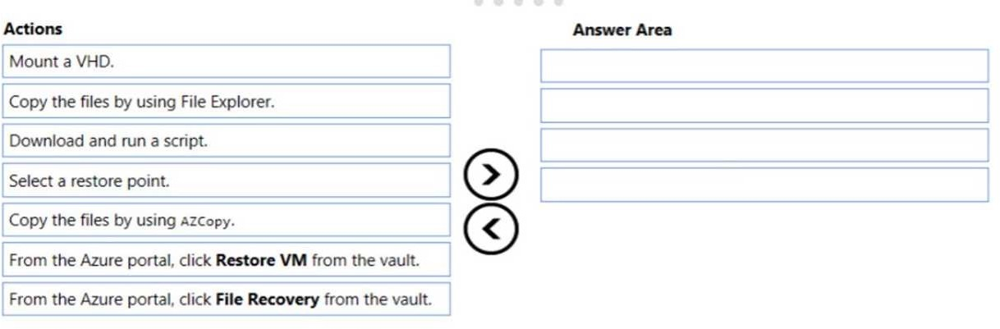 Actions
Answer Area
Mount a VHD.
Copy the files by using File Explorer.
Download and run a script.
Select a restore point.
Copy the files by using AZCopy.
From the Azure portal, click Restore VM from the vault.
From the Azure portal, click File Recovery from the vault.